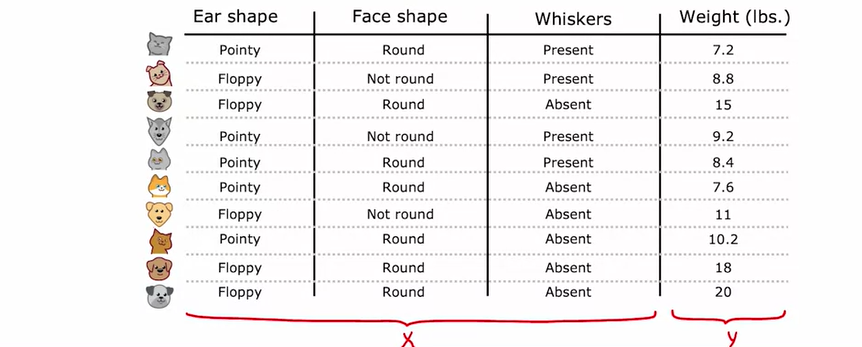 Ear shape Face shape Whiskers Weight (lbs.)
Pointy Round Present 7.2
Floppy Not round Present 8.8
Floppy Round Absent 15
Pointy Not round Present 9.2
Pointy Round Present 8.4
Pointy Round Absent 7.6
Floppy Not round Absent 11
Pointy Round Absent 10.2
Floppy Round Absent 18
Floppy Round Absent 20
X y